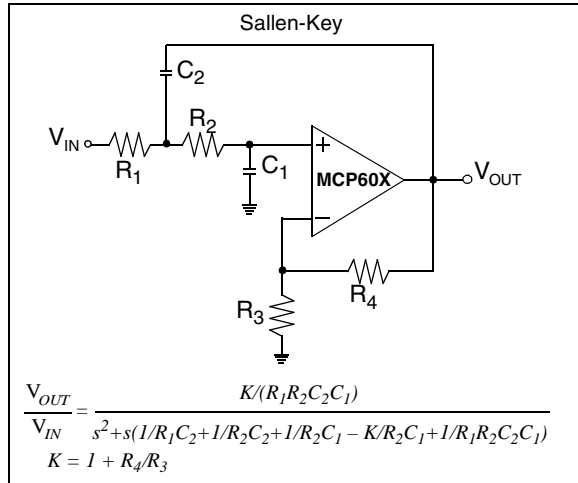 Sallen-Key
C2
VIN
R1
R2
C1
+
MCP60X
−
VOUT
R4
R3
VOUT/VIN = K/(R1R2C2C1) / s²+s(1/R1C2+1/R2C2+1/R2C1 – K/R2C1+1/R1R2C2C1)
K = 1 + R4/R3